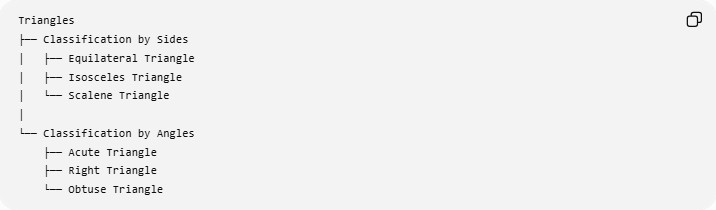 Triangles
├── Classification by Sides
│   ├── Equilateral Triangle
│   ├── Isosceles Triangle
│   └── Scalene Triangle
│
└── Classification by Angles
    ├── Acute Triangle
    ├── Right Triangle
    └── Obtuse Triangle